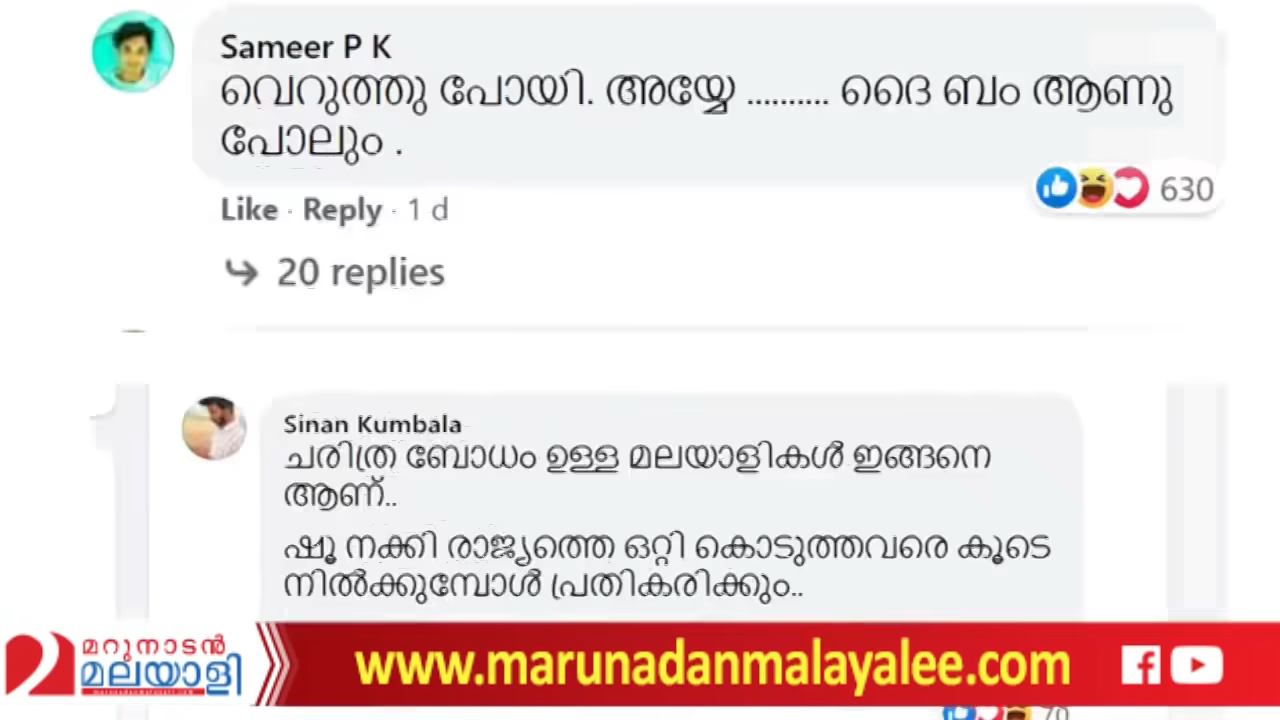 Sameer P K
വെറുത്തു പോയി. അയ്യേ .......... ദൈ ബം ആണു
പോലും .
630
Like · Reply · 1 d
20 replies
Sinan Kumbala
ചരിത്ര ബോധം ഉള്ള മലയാളികൾ ഇങ്ങനെ
ആണ്..
ഷൂ നക്കി രാജ്യത്തെ ഒറ്റി കൊടുത്തവരെ കൂടെ
നിൽക്കുമ്പോൾ പ്രതികരിക്കും..
മറുനാടൻ
മലയാളി
www.marunadanmalayalee.com
70